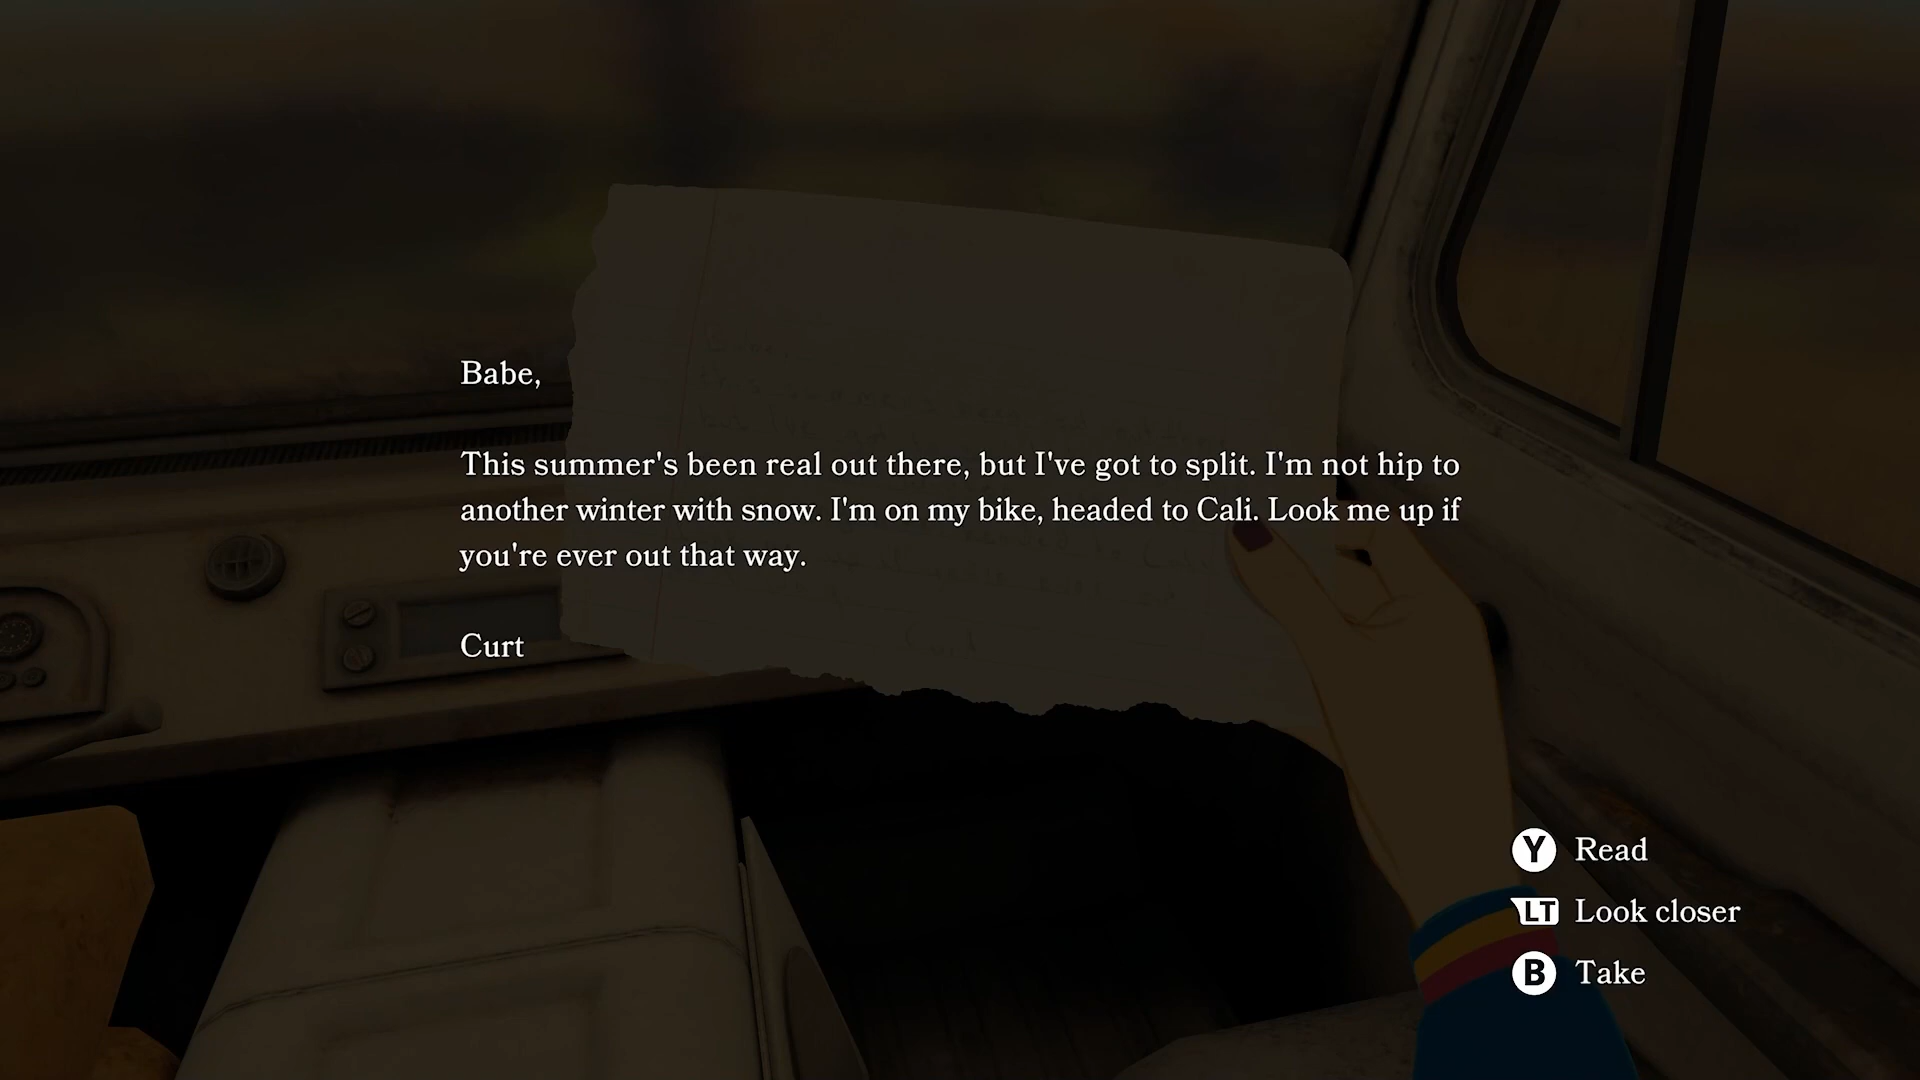 Babe,
This summer's been real out there, but I've got to split. I'm not hip to
another winter with snow. I'm on my bike, headed to Cali. Look me up if
you're ever out that way.
Curt
Y Read
LT Look closer
B Take